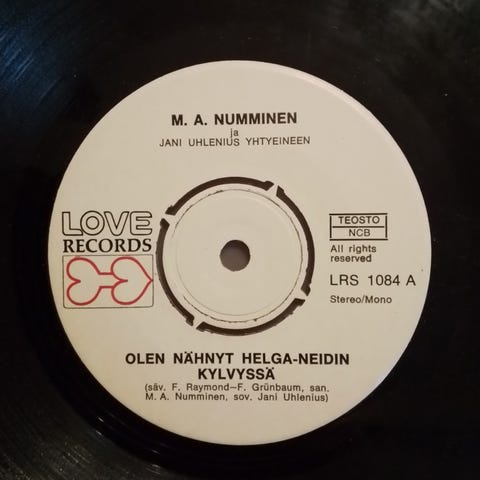 M. A. NUMMINEN
ja
JANI UHLENIUS YHTYEINEEN
LOVE
RECORDS
TEOSTO
NCB
All rights
reserved
LRS 1084 A
Stereo/Mono
OLEN NÄHNYT HELGA-NEIDIN
KYLVYSSÄ
(säv. F. Raymond–F. Grünbaum, san.
M. A. Numminen, sov. Jani Uhlenius)